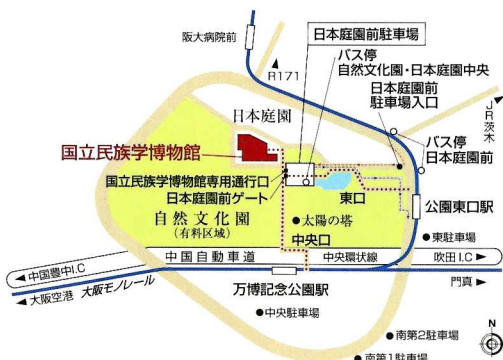 阪大病院前
日本庭園前駐車場
R171
バス停
自然文化園・日本庭園中央
日本庭園前
駐車場入口
JR茨木
日本庭園
バス停
日本庭園前
国立民族学博物館
国立民族学博物館専用通行口
日本庭園前ゲート
東口
公園東口駅
自然文化園
(有料区域)
太陽の塔
中央口
東駐車場
中国自動車道
中央環状線
吹田I.C
中国豊中I.C
大阪空港
大阪モノレール
万博記念公園駅
門真
中央駐車場
南第2駐車場
南第1駐車場
N